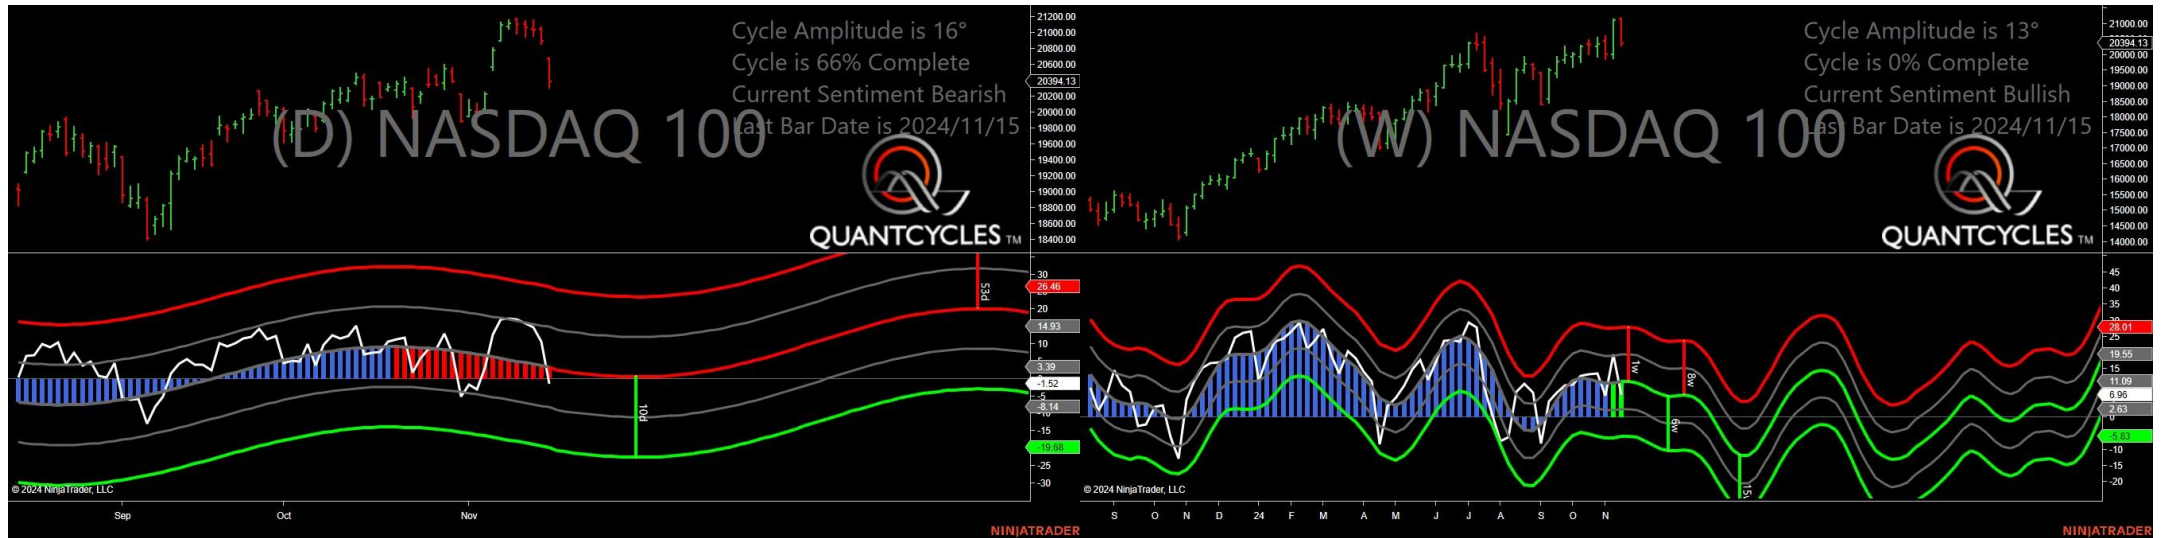 Cycle Amplitude is 16°
Cycle is 66% Complete
Current Sentiment Bearish
Last Bar Date is 2024/11/15
(D) NASDAQ 100
QUANTCYCLES TM
21200.00
21000.00
20800.00
20600.00
20394.13
20200.00
20000.00
19800.00
19600.00
19400.00
19200.00
19000.00
18800.00
18600.00
18400.00
30
26.46
20
14.93
10
3.39
-1.52
-5
-8.14
-15
-19.68
-25
-30
53d
10d
© 2024 NinjaTrader, LLC
Sep Oct Nov
NINJATRADER
Cycle Amplitude is 13°
Cycle is 0% Complete
Current Sentiment Bullish
Last Bar Date is 2024/11/15
(W) NASDAQ 100
QUANTCYCLES TM
21000.00
20394.13
20000.00
19500.00
19000.00
18500.00
18000.00
17500.00
17000.00
16500.00
16000.00
15500.00
15000.00
14500.00
14000.00
45
40
35
28.01
19.55
15
11.09
6.96
2.63
-5.83
-10
-15
-20
1w
8w
6w
© 2024 NinjaTrader, LLC
S O N D 24 F M A M J J A S O N
NINJATRADER